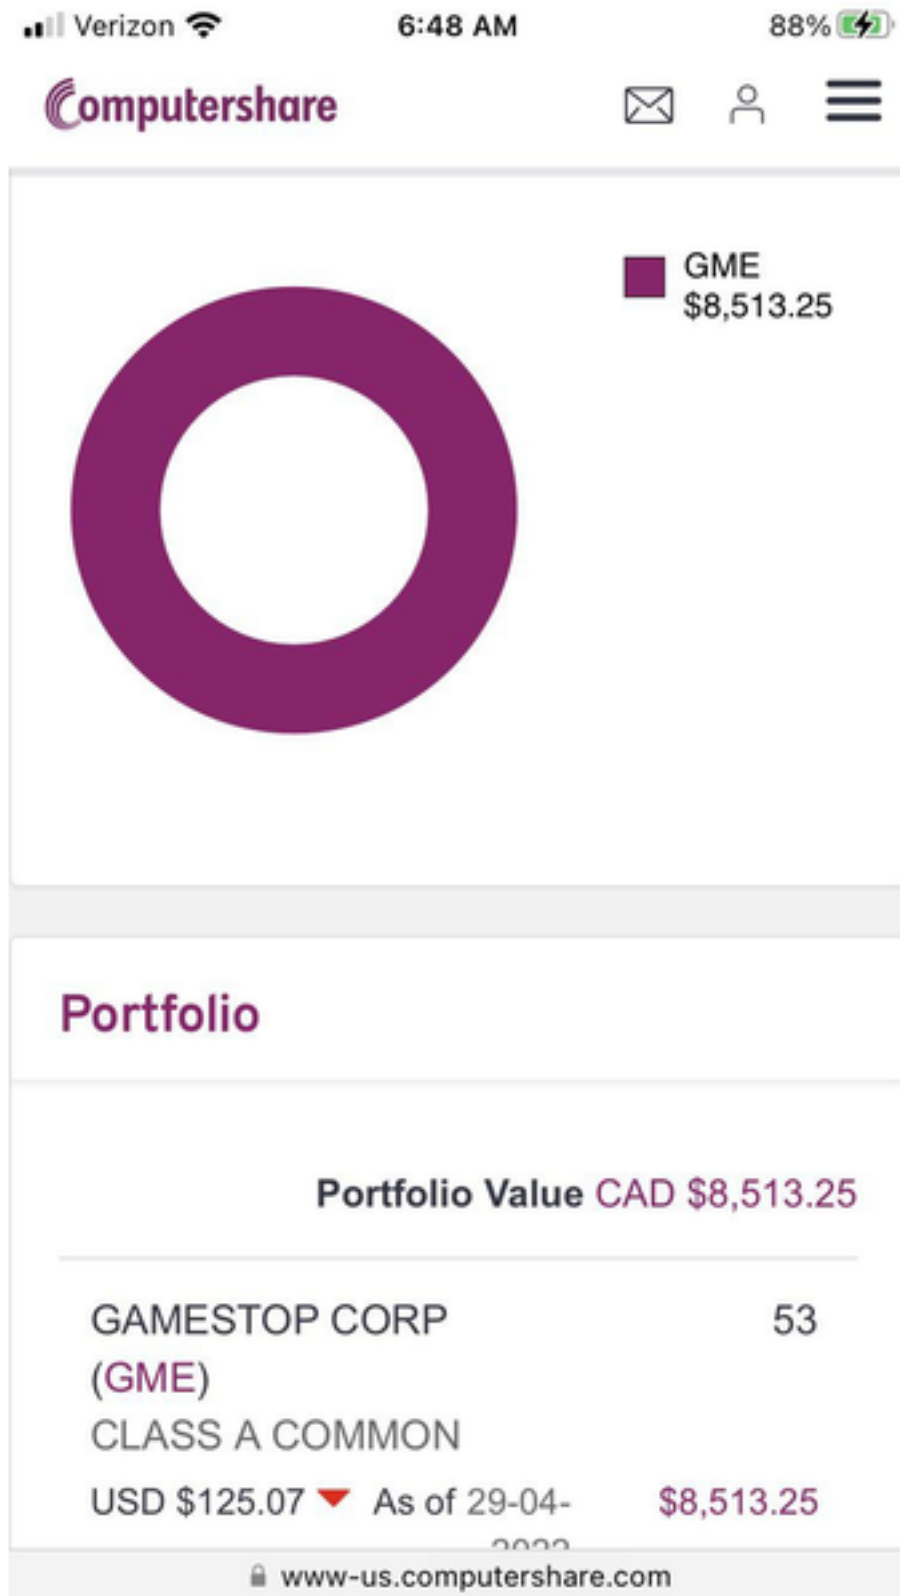 Verizon 6:48 AM 88%
Computershare
GME
$8,513.25
Portfolio
Portfolio Value CAD $8,513.25
GAMESTOP CORP 53
(GME)
CLASS A COMMON
USD $125.07 As of 29-04- $8,513.25
2022
www-us.computershare.com